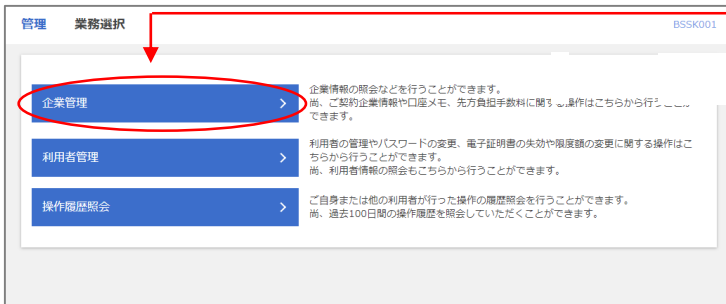 管理 業務選択
BSSK001
企業管理
企業情報の照会などを行うことができます。
尚、ご契約企業情報や口座メモ、先方負担手数料に関する操作はこちらから行うことが
できます。
利用者管理
利用者の管理やパスワードの変更、電子証明書の失効や限度額の変更に関する操作はこ
ちらから行うことができます。
尚、利用者情報の照会もこちらから行うことができます。
操作履歴照会
ご自身または他の利用者が行った操作の履歴照会を行うことができます。
尚、過去100日間の操作履歴を照会していただくことができます。